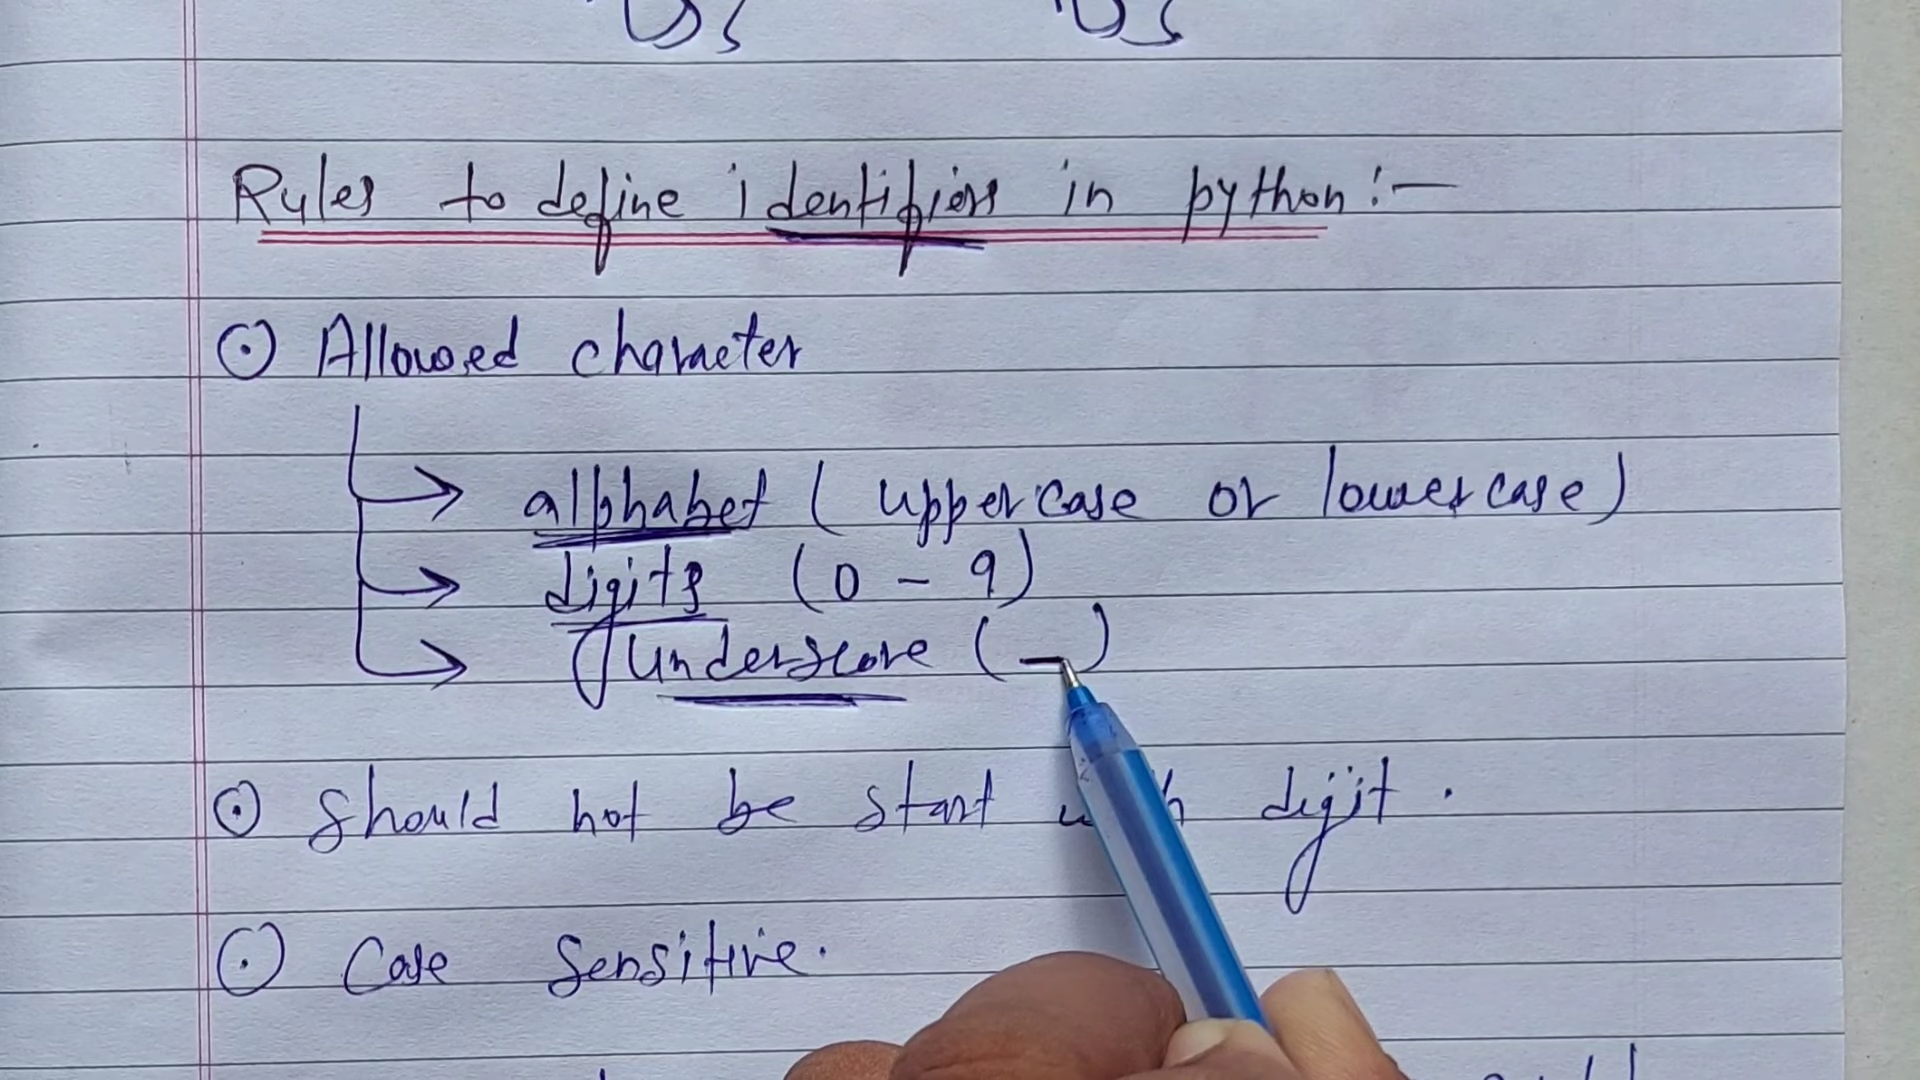 Rules to define identifiers in python:-
⊙ Allowed character
→ alphabet ( uppercase or lowercase)
→ digits (0 - 9)
→ underscore (_)
⊙ should not be start with digit.
⊙ Case Sensitive.